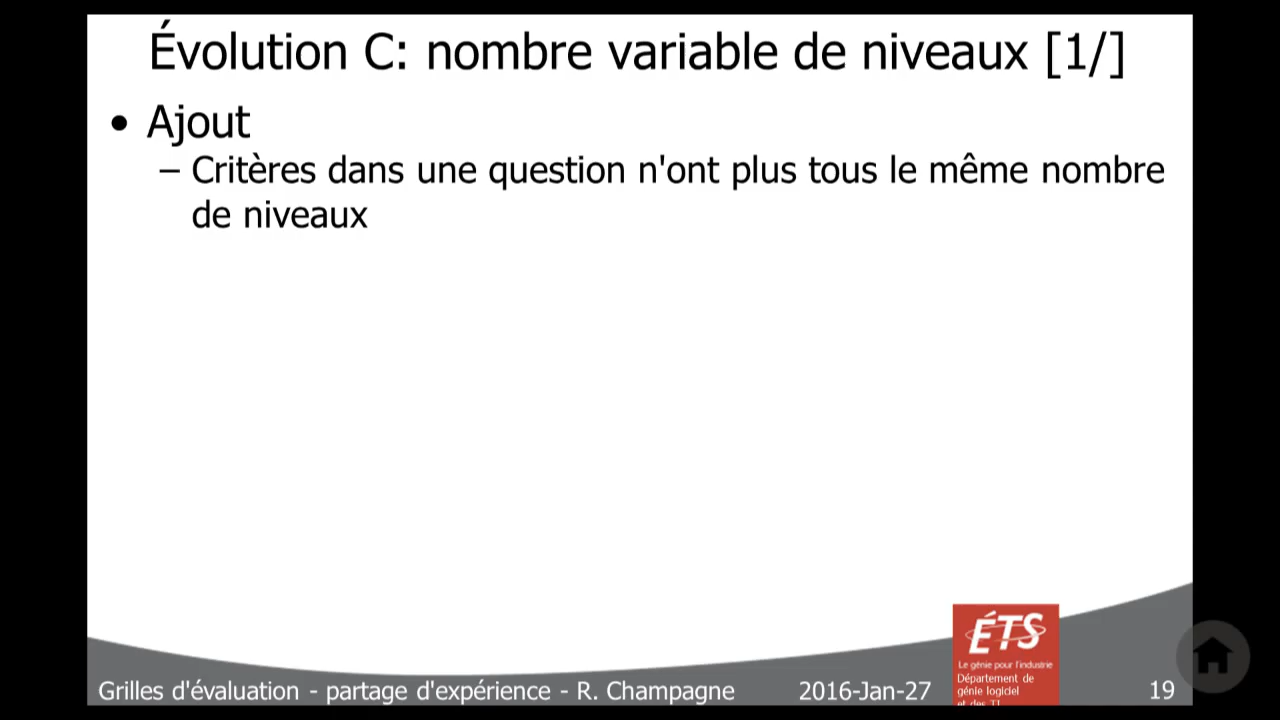 Évolution C: nombre variable de niveaux [1/]
• Ajout
– Critères dans une question n'ont plus tous le même nombre
de niveaux
ÉTS
Le génie pour l'industrie
Département de
génie logiciel
et des TI
Grilles d'évaluation - partage d'expérience - R. Champagne
2016-Jan-27
19